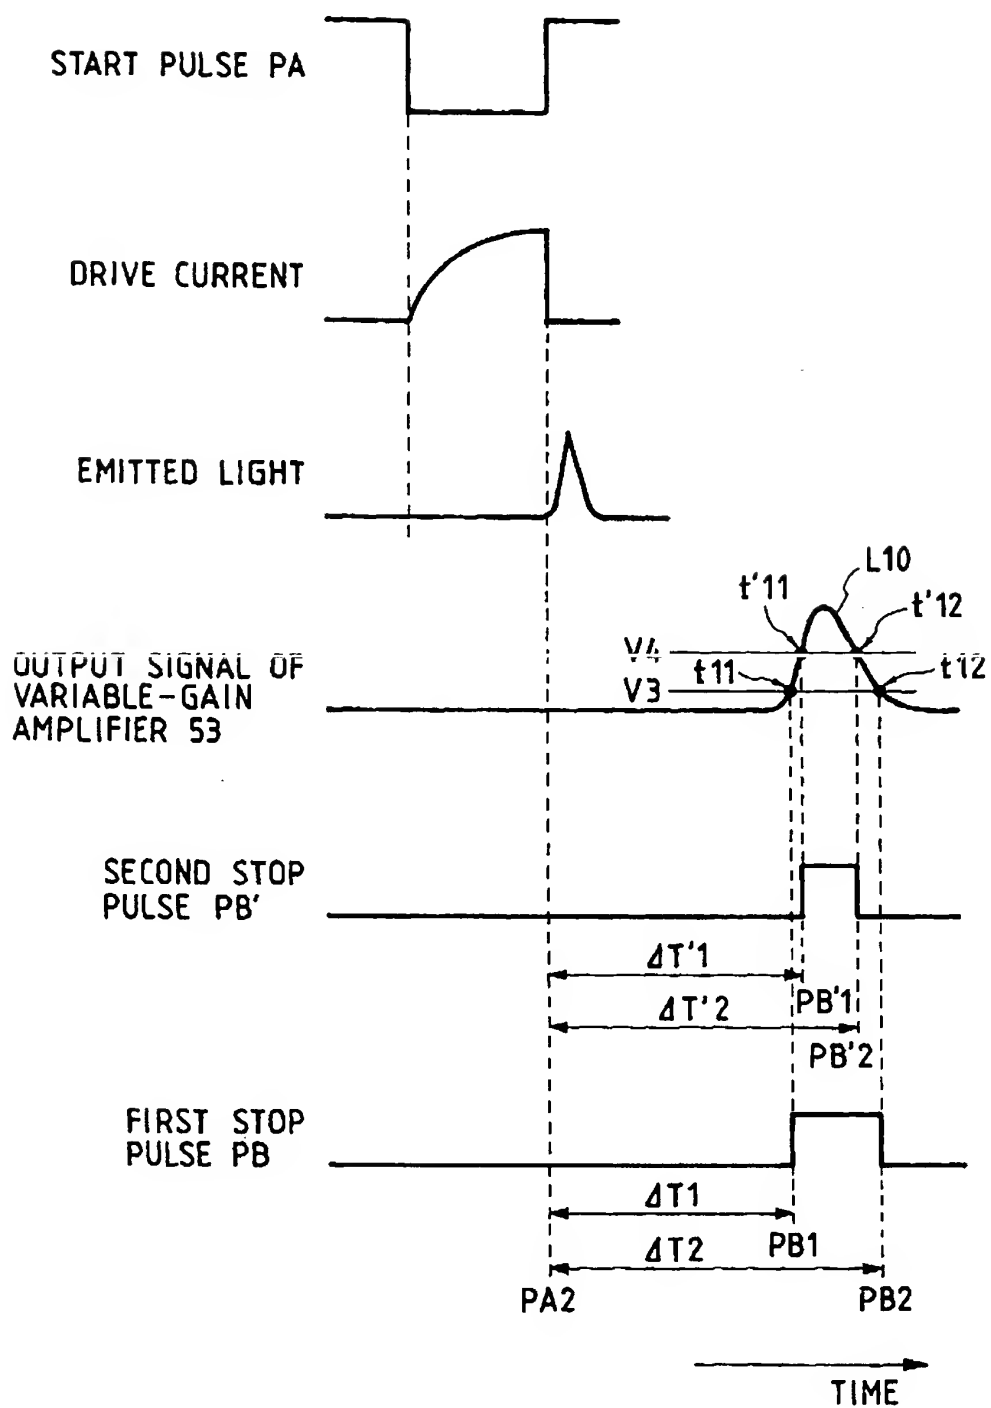 START PULSE PA
DRIVE CURRENT
EMITTED LIGHT
L10
t'11
t'12
OUTPUT SIGNAL OF
VARIABLE-GAIN
AMPLIFIER 53
V4
t11
t12
V3
SECOND STOP
PULSE PB'
ΔT'1
PB'1
ΔT'2
PB'2
FIRST STOP
PULSE PB
ΔT1
PB1
ΔT2
PA2
PB2
TIME